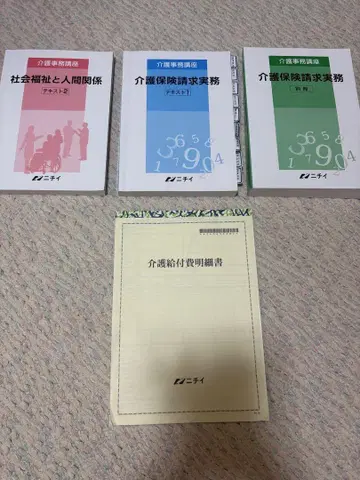 介護事務講座
社会福祉と人間関係
テキスト2
ニチイ
介護事務講座
介護保険請求実務
テキスト1
ニチイ
介護事務講座
介護保険請求実務
別冊
ニチイ
介護給付費明細書
ニチイ